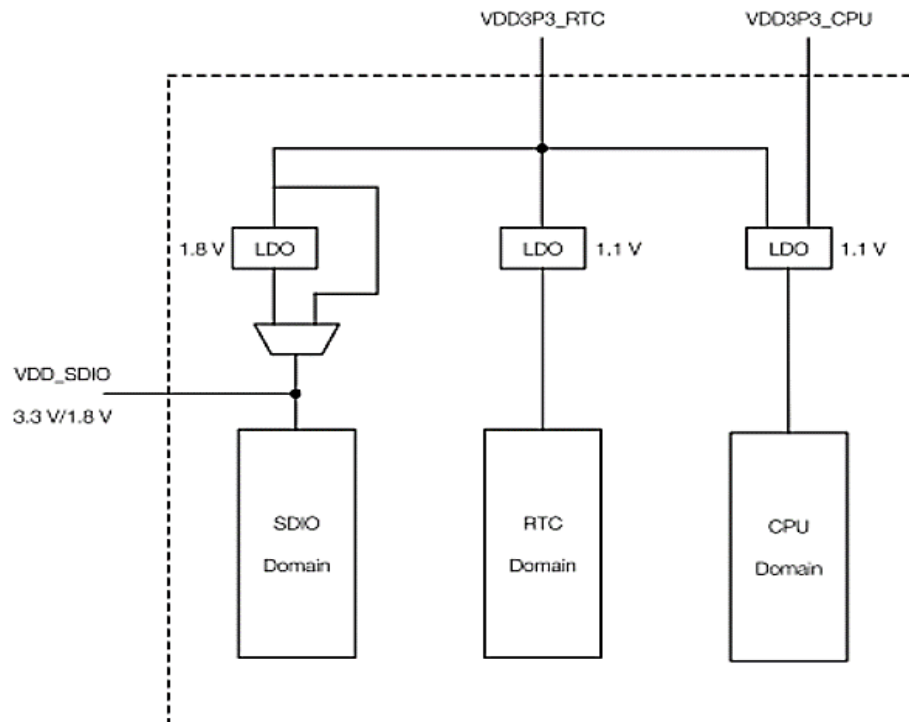 VDD3P3_RTC
VDD3P3_CPU
1.8 V
LDO
LDO
1.1 V
LDO
1.1 V
VDD_SDIO
3.3 V/1.8 V
SDIO
Domain
RTC
Domain
CPU
Domain